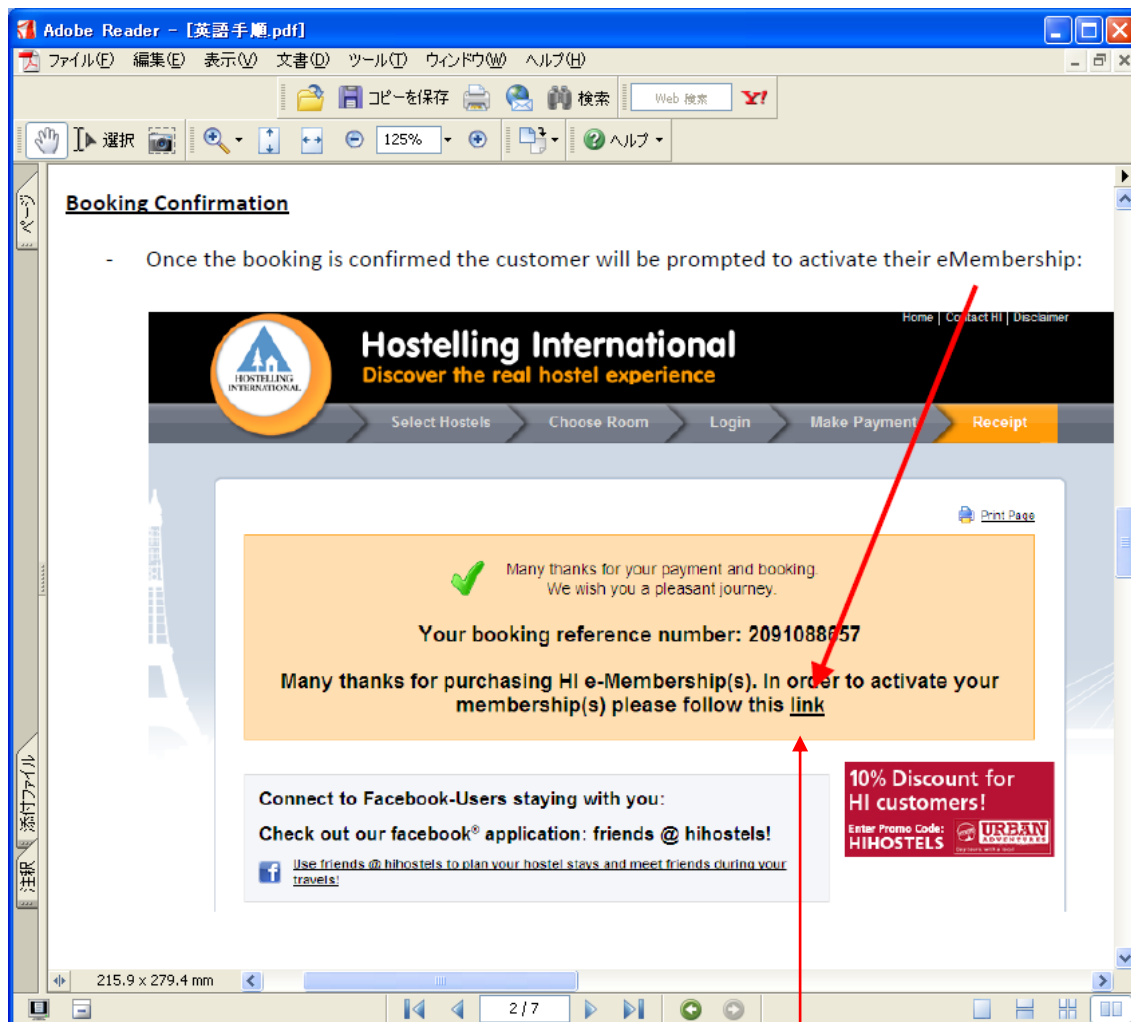 Adobe Reader - [英語手順.pdf]
ファイル(F) 編集(E) 表示(V) 文書(D) ツール(T) ウィンドウ(W) ヘルプ(H)
コピーを保存 検索 Web 検索 Y!
選択 125% ヘルプ
ページ
Booking Confirmation
- Once the booking is confirmed the customer will be prompted to activate their eMembership:
Home | Contact HI | Disclaimer
HOSTELLING
INTERNATIONAL
Hostelling International
Discover the real hostel experience
Select Hostels Choose Room Login Make Payment Receipt
Print Page
Many thanks for your payment and booking.
We wish you a pleasant journey.
Your booking reference number: 2091088657
Many thanks for purchasing HI e-Membership(s). In order to activate your
membership(s) please follow this link
添付ファイル
注釈
Connect to Facebook-Users staying with you:
Check out our facebook® application: friends @ hihostels!
Use friends @ hihostels to plan your hostel stays and meet friends during your
travels!
10% Discount for
HI customers!
Enter Promo Code:
HIHOSTELS
URBAN
ADVENTURES
215.9 x 279.4 mm
2 / 7